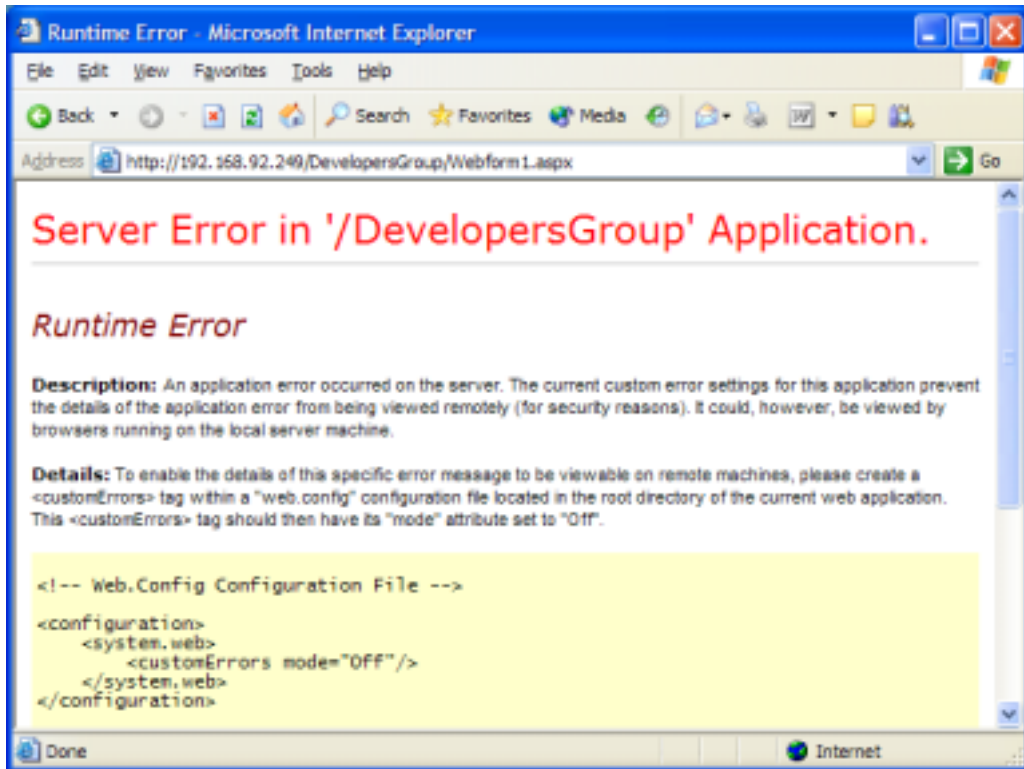 Runtime Error - Microsoft Internet Explorer
File Edit View Favorites Tools Help
Back Search Favorites Media W
Address http://192.168.92.249/DevelopersGroup/Webform1.aspx Go
Server Error in '/DevelopersGroup' Application.
Runtime Error
Description: An application error occurred on the server. The current custom error settings for this application prevent
the details of the application error from being viewed remotely (for security reasons). It could, however, be viewed by
browsers running on the local server machine.
Details: To enable the details of this specific error message to be viewable on remote machines, please create a
<customErrors> tag within a "web.config" configuration file located in the root directory of the current web application.
This <customErrors> tag should then have its "mode" attribute set to "Off".
<!-- Web.Config Configuration File -->
<configuration>
<system.web>
<customErrors mode="Off"/>
</system.web>
</configuration>
Done Internet